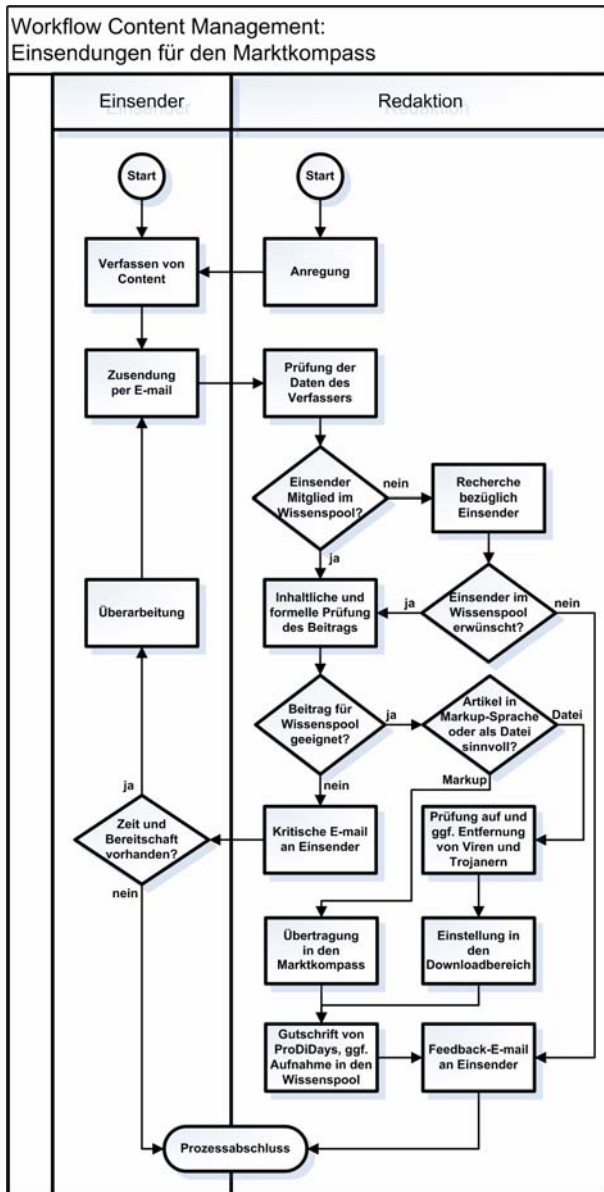 Workflow Content Management:
Einsendungen für den Marktkompass
Einsender
Redaktion
Start
Start
Verfassen von
Content
Anregung
Zusendung
per E-mail
Prüfung der
Daten des
Verfassers
Einsender
Mitglied im
Wissenspool?
nein
Recherche
bezüglich
Einsender
ja
Überarbeitung
Inhaltliche und
formelle Prüfung
des Beitrags
ja
Einsender im
Wissenspool
erwünscht?
nein
Beitrag für
Wissenspool
geeignet?
ja
Artikel in
Markup-Sprache
oder als Datei
sinnvoll?
Datei
Markup
nein
ja
Zeit und
Bereitschaft
vorhanden?
nein
Kritische E-mail
an Einsender
Prüfung auf und
ggf. Entfernung
von Viren und
Trojanern
Übertragung
in den
Marktkompass
Einstellung in
den
Downloadbereich
Gutschrift von
ProDiDays, ggf.
Aufnahme in den
Wissenspool
Feedback-E-mail
an Einsender
Prozessabschluss